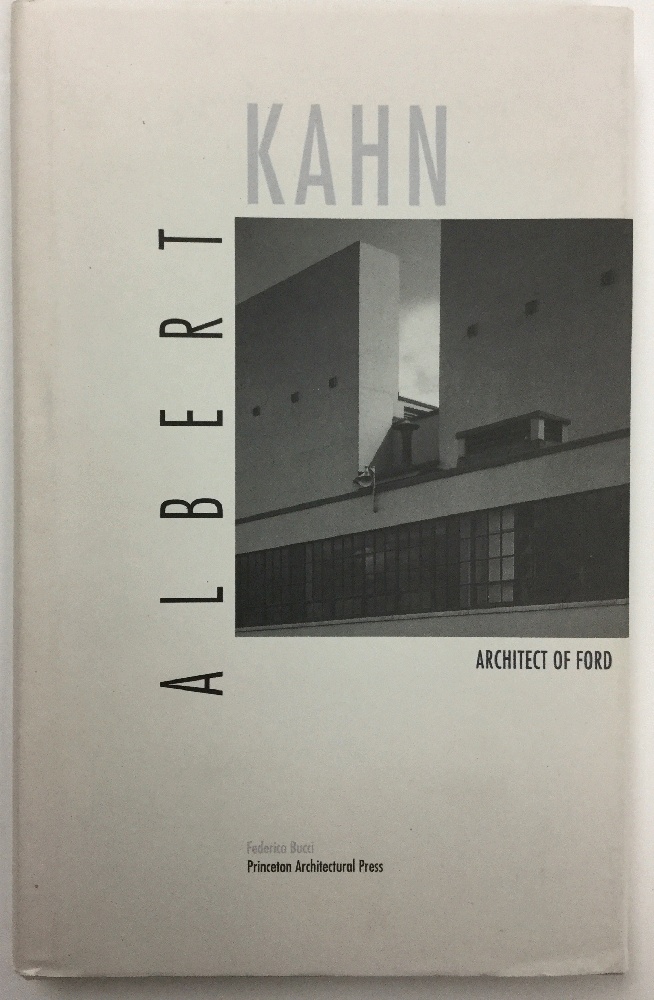 ALBERT
KAHN
ARCHITECT OF FORD
Federico Bucci
Princeton Architectural Press